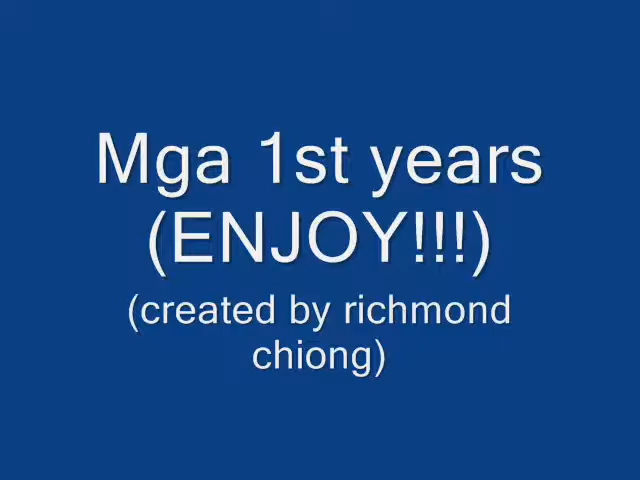 Mga 1st years
(ENJOY!!!)
(created by richmond
chiong)